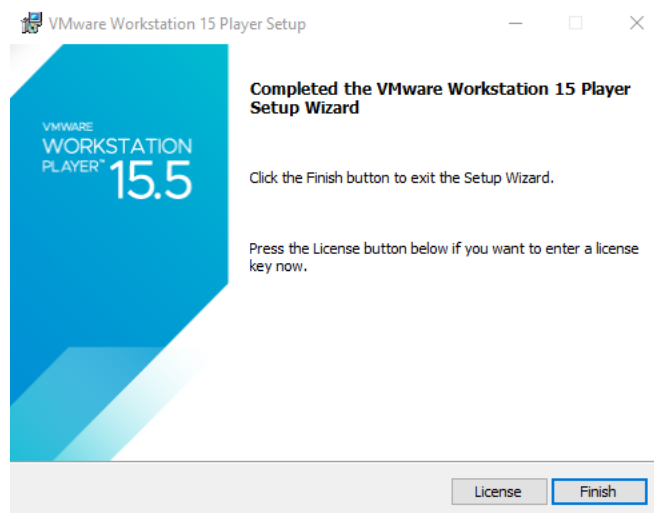 VMware Workstation 15 Player Setup
VMWARE
WORKSTATION
PLAYER™ 15.5
Completed the VMware Workstation 15 Player
Setup Wizard
Click the Finish button to exit the Setup Wizard.
Press the License button below if you want to enter a license
key now.
License
Finish